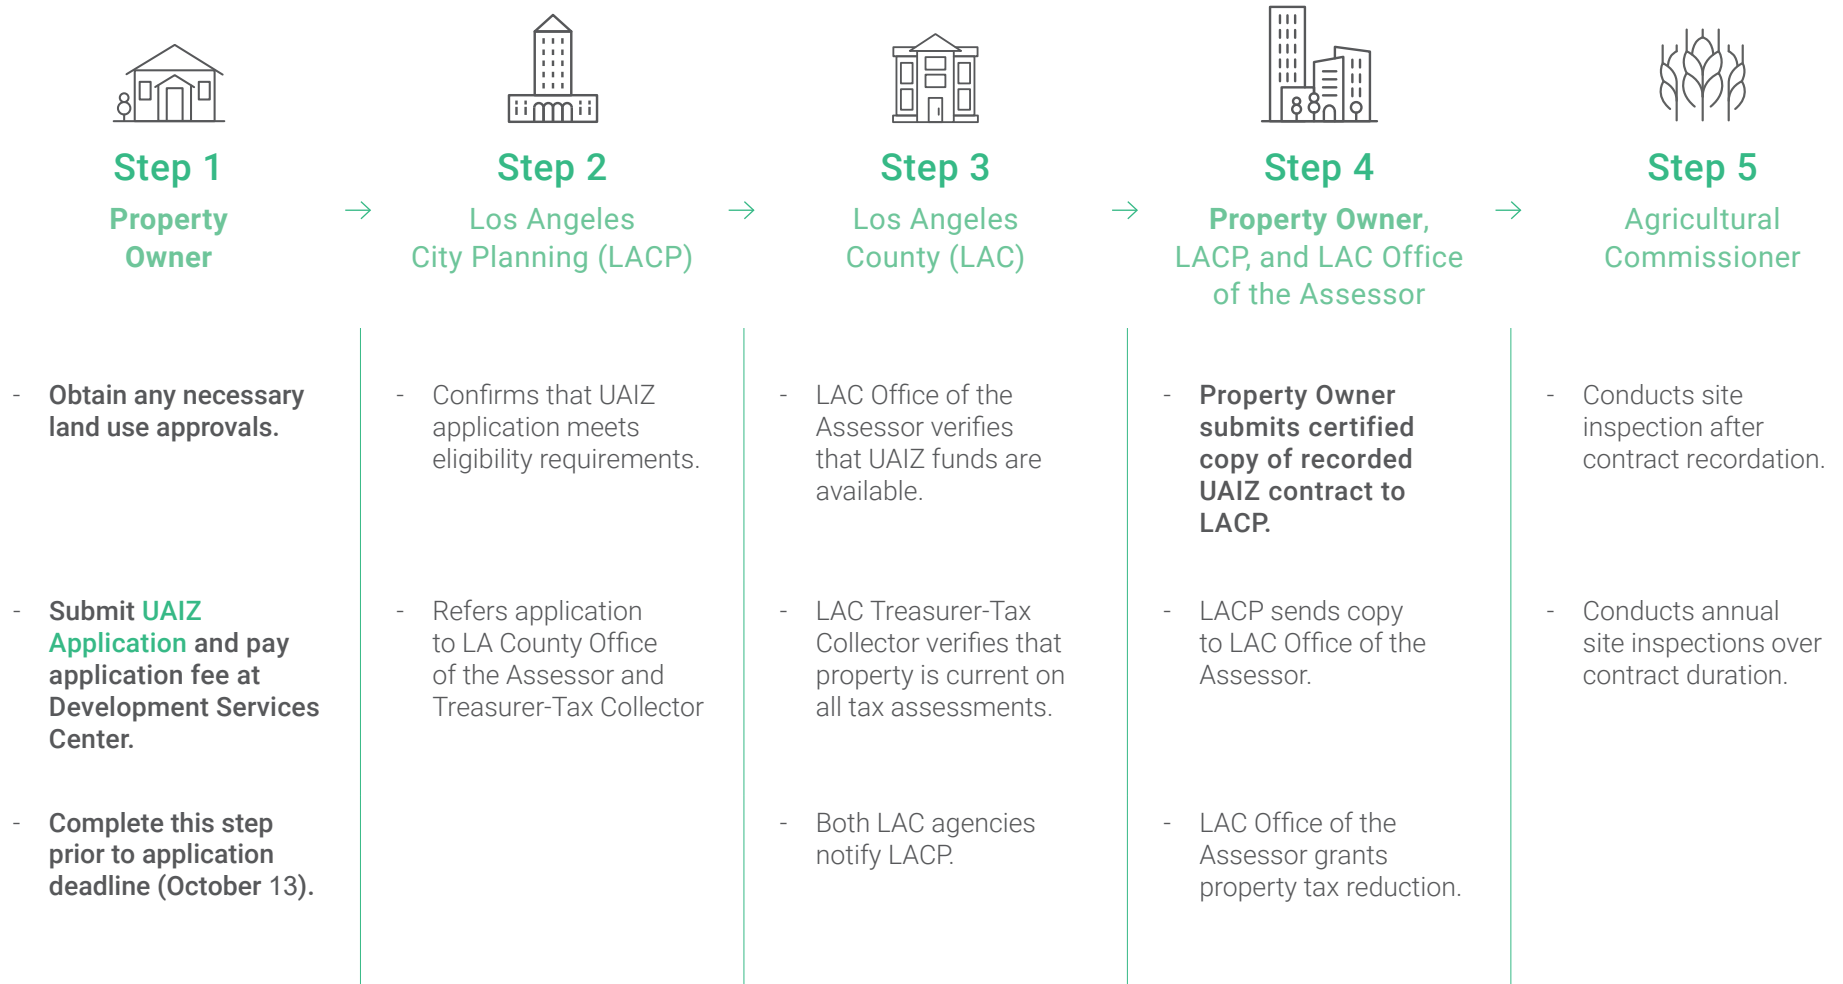 Step 1
Property
Owner
- Obtain any necessary
land use approvals.
- Submit UAIZ
Application and pay
application fee at
Development Services
Center.
- Complete this step
prior to application
deadline (October 13).
→
Step 2
Los Angeles
City Planning (LACP)
- Confirms that UAIZ
application meets
eligibility requirements.
- Refers application
to LA County Office
of the Assessor and
Treasurer-Tax Collector
→
Step 3
Los Angeles
County (LAC)
- LAC Office of the
Assessor verifies
that UAIZ funds are
available.
- LAC Treasurer-Tax
Collector verifies that
property is current on
all tax assessments.
- Both LAC agencies
notify LACP.
→
Step 4
Property Owner,
LACP, and LAC Office
of the Assessor
- Property Owner
submits certified
copy of recorded
UAIZ contract to
LACP.
- LACP sends copy
to LAC Office of the
Assessor.
- LAC Office of the
Assessor grants
property tax reduction.
→
Step 5
Agricultural
Commissioner
- Conducts site
inspection after
contract recordation.
- Conducts annual
site inspections over
contract duration.